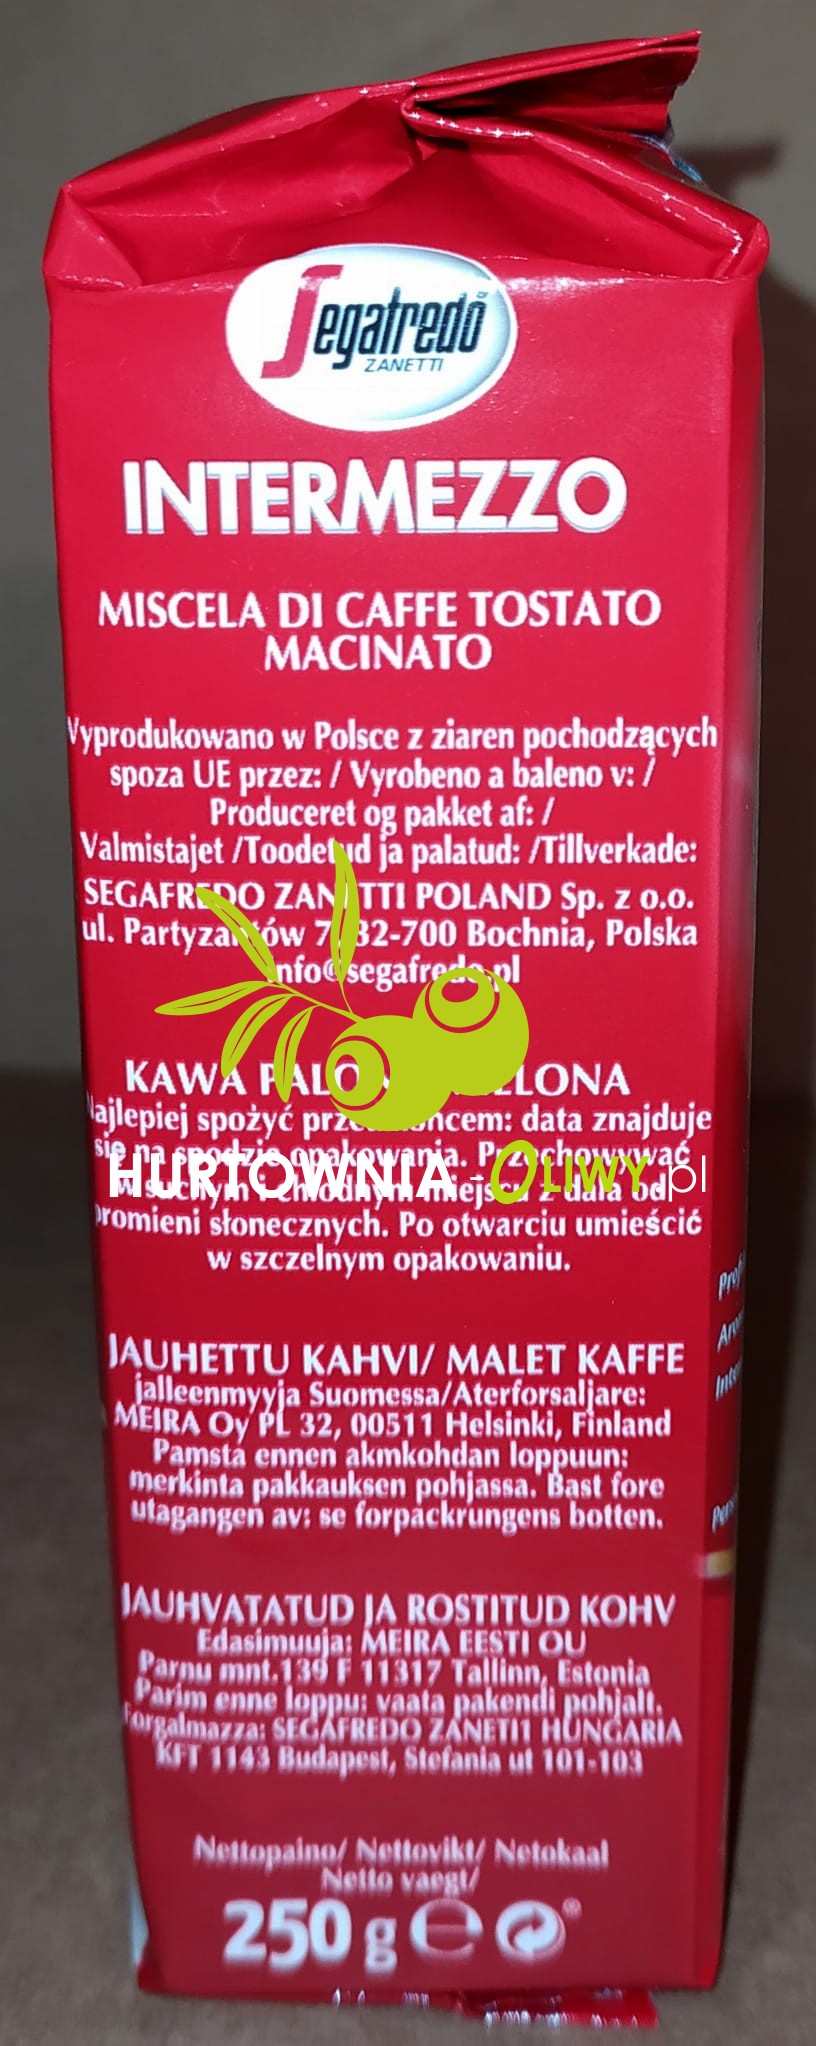 Segafredo
ZANETTI
INTERMEZZO
MISCELA DI CAFFE TOSTATO
MACINATO
Wyprodukowano w Polsce z ziaren pochodzących
spoza UE przez: / Vyrobeno a baleno v: /
Produceret og pakket af: /
Valmistajet /Toodetud ja palatud: /Tillverkade:
SEGAFREDO ZANETTI POLAND Sp. z o.o.
ul. Partyzantów 7, 32-700 Bochnia, Polska
info@segafredo.pl
KAWA PALONA MIELONA
Najlepiej spożyć przed końcem: data znajduje
się na spodzie opakowania. Przechowywać
w suchym i chłodnym miejscu z dala od
promieni słonecznych. Po otwarciu umieścić
w szczelnym opakowaniu.
HURTOWNIA-OLIWY.pl
JAUHETTU KAHVI/ MALET KAFFE
jalleenmyyja Suomessa/Aterforsaljare:
MEIRA Oy PL 32, 00511 Helsinki, Finland
Pamsta ennen akmkohdan loppuun:
merkinta pakkauksen pohjassa. Bast fore
utagangen av: se forpackrungens botten.
JAUHVATATUD JA ROSTITUD KOHV
Edasimuuja: MEIRA EESTI OU
Parnu mnt.139 F 11317 Tallinn, Estonia
Parim enne loppu: vaata pakendi pohjalt.
Forgalmazza: SEGAFREDO ZANETI1 HUNGARIA
KFT 1143 Budapest, Stefania ut 101-103
Nettopaino/ Nettovikt/ Netokaal
Netto vaegt/
250 g e